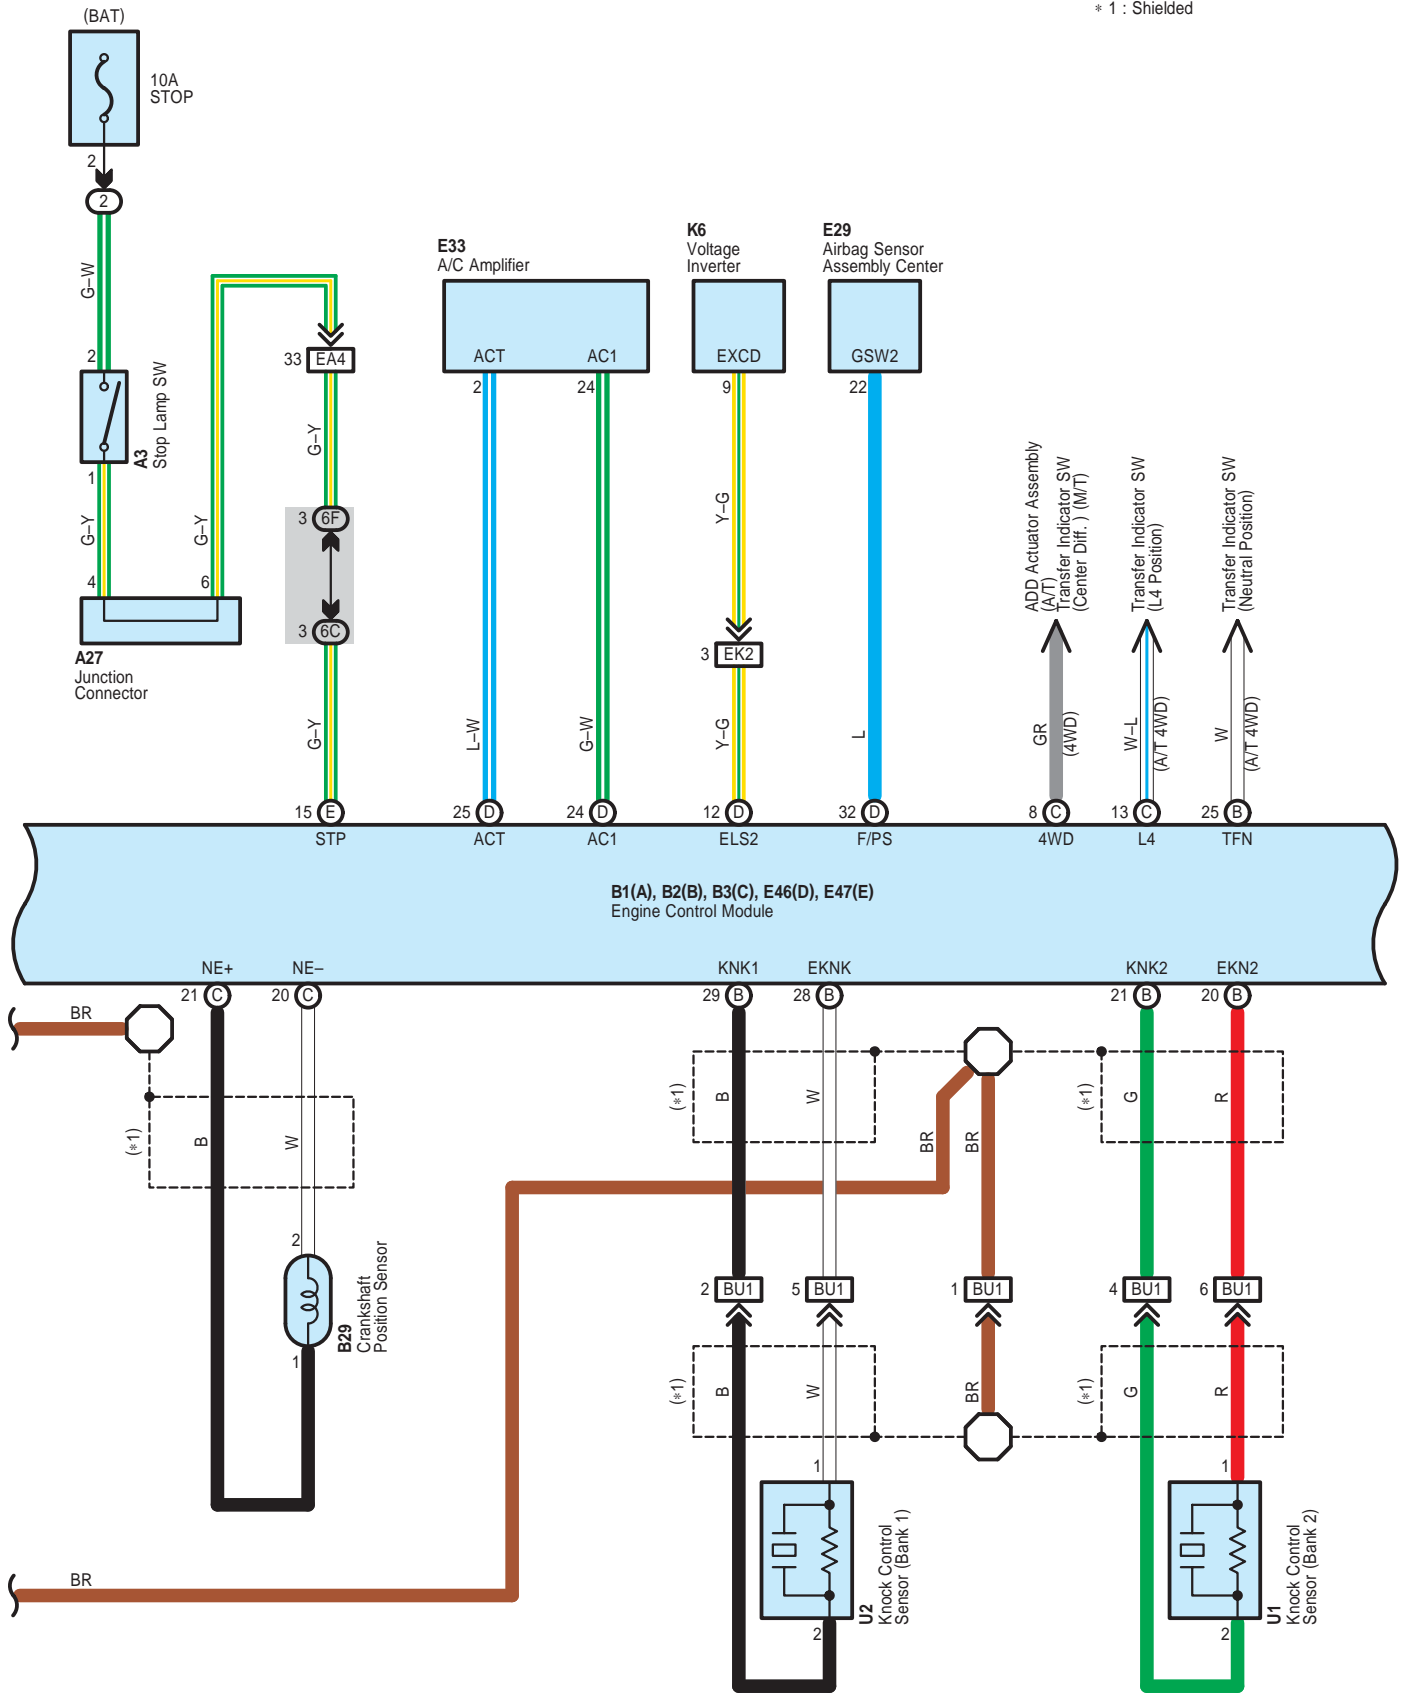 (BAT)
∗ 1 : Shielded
10A
STOP
2
2
G–W
2
A3
Stop Lamp SW
1
G–Y
4
6
G–Y
A27
Junction
Connector
33 EA4
G–Y
3 6F
3 6C
G–Y
E33
A/C Amplifier
ACT
AC1
2
24
L–W
G–W
K6
Voltage
Inverter
EXCD
9
Y–G
3 EK2
Y–G
E29
Airbag Sensor
Assembly Center
GSW2
22
L
ADD Actuator Assembly
(A/T)
Transfer Indicator SW
(Center Diff. ) (M/T)
GR
(4WD)
Transfer Indicator SW
(L4 Position)
W–L
(A/T 4WD)
Transfer Indicator SW
(Neutral Position)
W
(A/T 4WD)
15 E
25 D
24 D
12 D
32 D
8 C
13 C
25 B
STP
ACT
AC1
ELS2
F/PS
4WD
L4
TFN
B1(A), B2(B), B3(C), E46(D), E47(E)
Engine Control Module
NE+
NE–
KNK1
EKNK
KNK2
EKN2
21 C
20 C
29 B
28 B
21 B
20 B
BR
(∗1)
B
W
2
B29
Crankshaft
Position Sensor
1
(∗1)
B
W
BR
BR
(∗1)
G
R
2 BU1
5 BU1
1 BU1
4 BU1
6 BU1
(∗1)
B
W
BR
(∗1)
G
R
1
U2
Knock Control
Sensor (Bank 1)
2
1
U1
Knock Control
Sensor (Bank 2)
2
BR